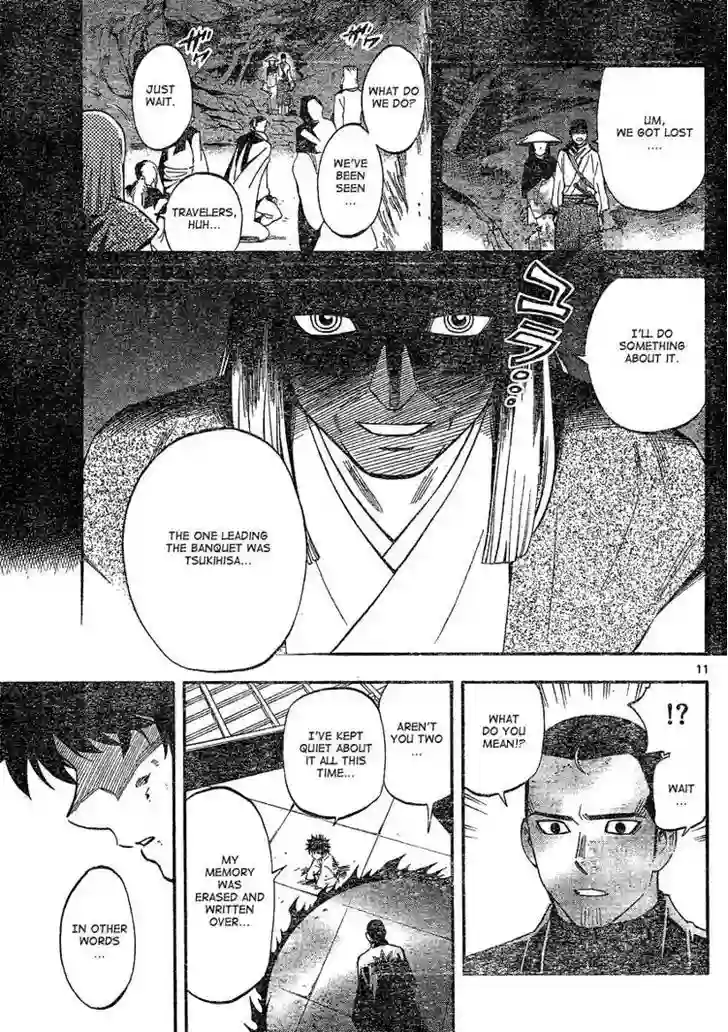 UM,
WE GOT LOST
....
WHAT DO
WE DO?
WE'VE
BEEN
SEEN
...
JUST
WAIT.
TRAVELERS,
HUH...
I'LL DO
SOMETHING
ABOUT IT.
ユラ...
THE ONE LEADING
THE BANQUET WAS
TSUKIHISA...
11
!?
WAIT
...
WHAT
DO YOU
MEAN!?
AREN'T
YOU TWO
...
I'VE KEPT
QUIET ABOUT
IT ALL THIS
TIME...
MY
MEMORY
WAS
ERASED AND
WRITTEN
OVER...
IN OTHER
WORDS
...